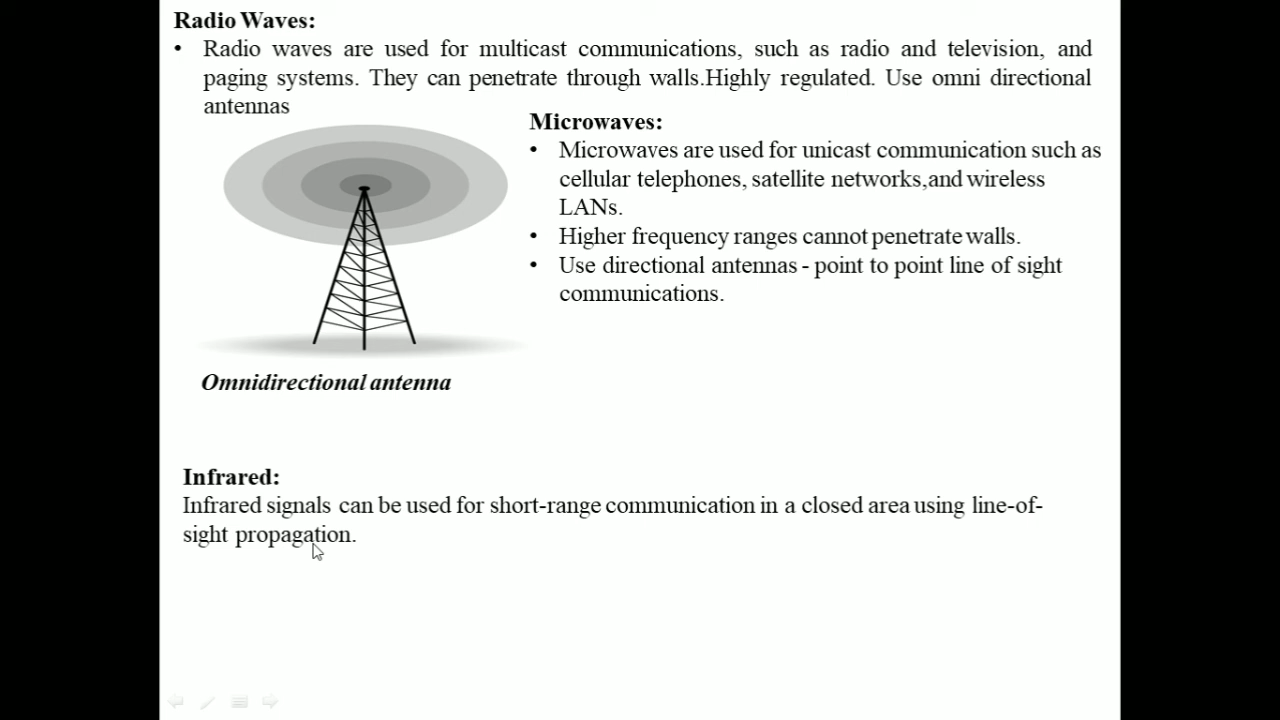 Radio Waves:
• Radio waves are used for multicast communications, such as radio and television, and
paging systems. They can penetrate through walls.Highly regulated. Use omni directional
antennas
Microwaves:
• Microwaves are used for unicast communication such as
cellular telephones, satellite networks,and wireless
LANs.
• Higher frequency ranges cannot penetrate walls.
• Use directional antennas - point to point line of sight
communications.
Omnidirectional antenna
Infrared:
Infrared signals can be used for short-range communication in a closed area using line-of-
sight propagation.